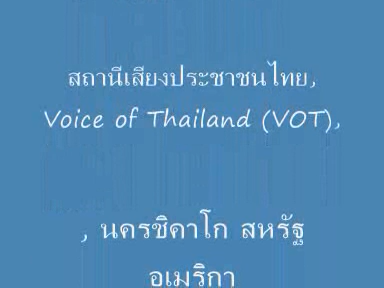 สถานีเสียงประชาชนไทย,
Voice of Thailand (VOT),
, นครชิคาโก สหรัฐ
อเมริกา